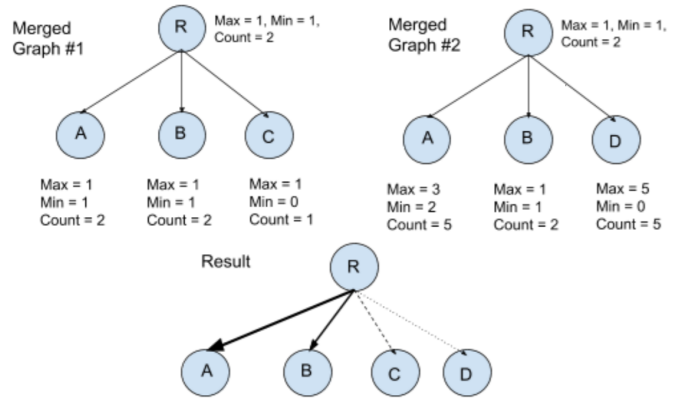 Merged
Graph #1
R
Max = 1, Min = 1,
Count = 2
A
B
C
Max = 1
Min = 1
Count = 2
Max = 1
Min = 1
Count = 2
Max = 1
Min = 0
Count = 1
Merged
Graph #2
R
Max = 1, Min = 1,
Count = 2
A
B
D
Max = 3
Min = 2
Count = 5
Max = 1
Min = 1
Count = 2
Max = 5
Min = 0
Count = 5
Result
R
A
B
C
D